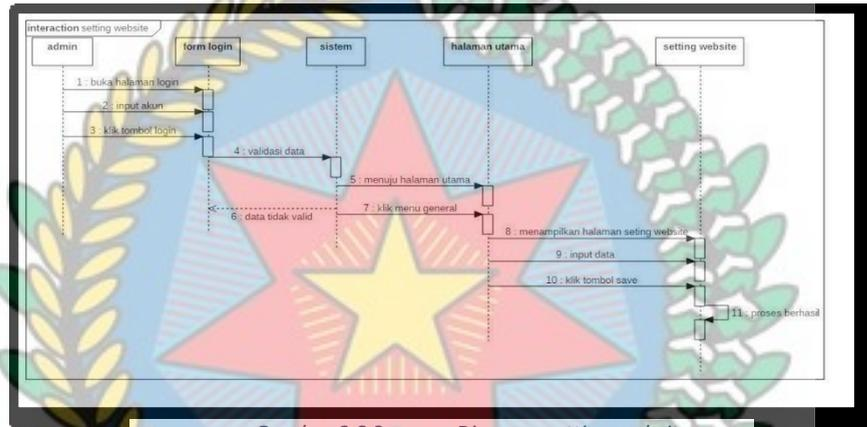 interaction setting website
admin
form login
sistem
halaman utama
setting website
1 : buka halaman login
2 : input akun
3 : klik tombol login
4 : validasi data
5 : menuju halaman utama
6 : data tidak valid
7 : klik menu general
8 : menampilkan halaman seting website
9 : input data
10 : klik tombol save
11 : proses berhasil